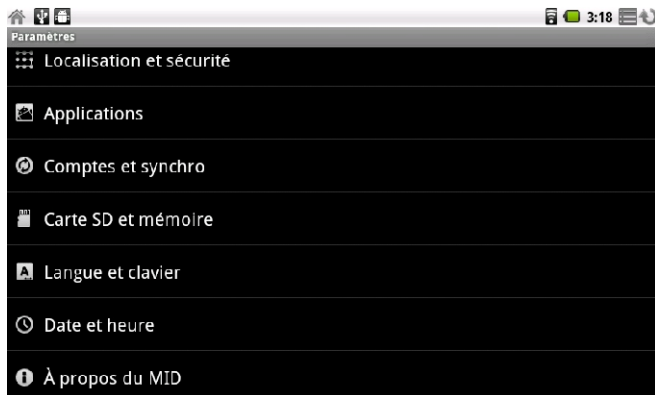 3:18
Paramètres
Localisation et sécurité
Applications
Comptes et synchro
Carte SD et mémoire
Langue et clavier
Date et heure
À propos du MID